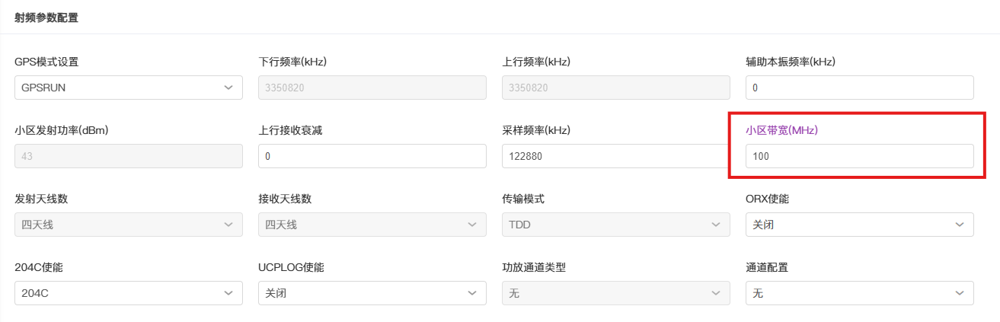 射频参数配置
GPS模式设置
下行频率(kHz)
上行频率(kHz)
辅助本振频率(kHz)
GPSRUN
3350820
3350820
0
小区发射功率(dBm)
上行接收衰减
采样频率(kHz)
小区带宽(MHz)
43
0
122880
100
发射天线数
接收天线数
传输模式
ORX使能
四天线
四天线
TDD
关闭
204C使能
UCPLOG使能
功放通道类型
通道配置
204C
关闭
无
无